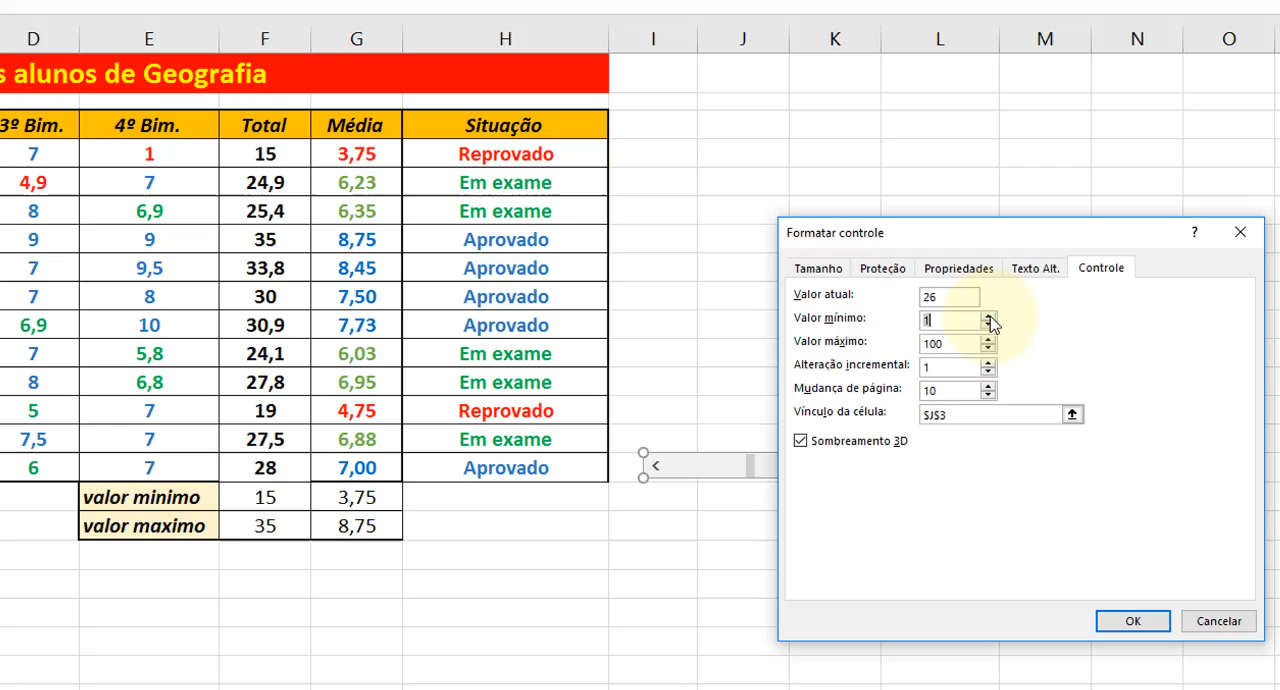 D E F G H I J K L M N O
s alunos de Geografia
3º Bim. 4º Bim. Total Média Situação
7 1 15 3,75 Reprovado
4,9 7 24,9 6,23 Em exame
8 6,9 25,4 6,35 Em exame
9 9 35 8,75 Aprovado
7 9,5 33,8 8,45 Aprovado
7 8 30 7,50 Aprovado
6,9 10 30,9 7,73 Aprovado
7 5,8 24,1 6,03 Em exame
8 6,8 27,8 6,95 Em exame
5 7 19 4,75 Reprovado
7,5 7 27,5 6,88 Em exame
6 7 28 7,00 Aprovado
valor minimo 15 3,75
valor maximo 35 8,75
Formatar controle ?
Tamanho Proteção Propriedades Texto Alt. Controle
Valor atual: 26
Valor mínimo: 1
Valor máximo: 100
Alteração incremental: 1
Mudança de página: 10
Vínculo da célula: $J$3
Sombreamento 3D
OK Cancelar